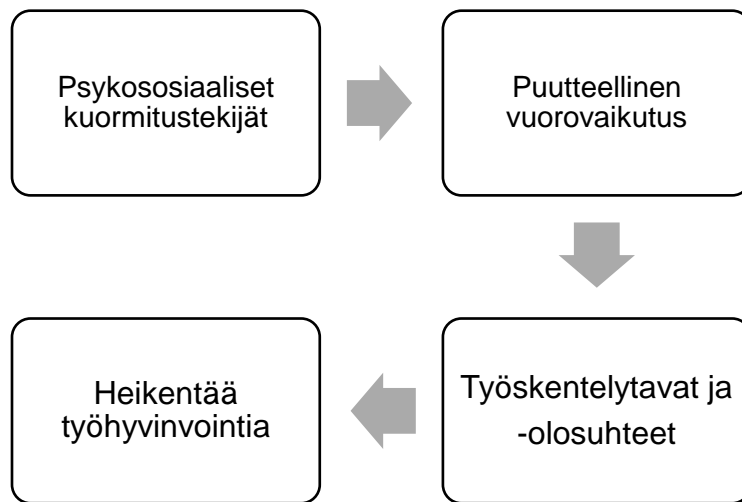 Psykososiaaliset
kuormitustekijät
Puutteellinen
vuorovaikutus
Työskentelytavat ja
-olosuhteet
Heikentää
työhyvinvointia